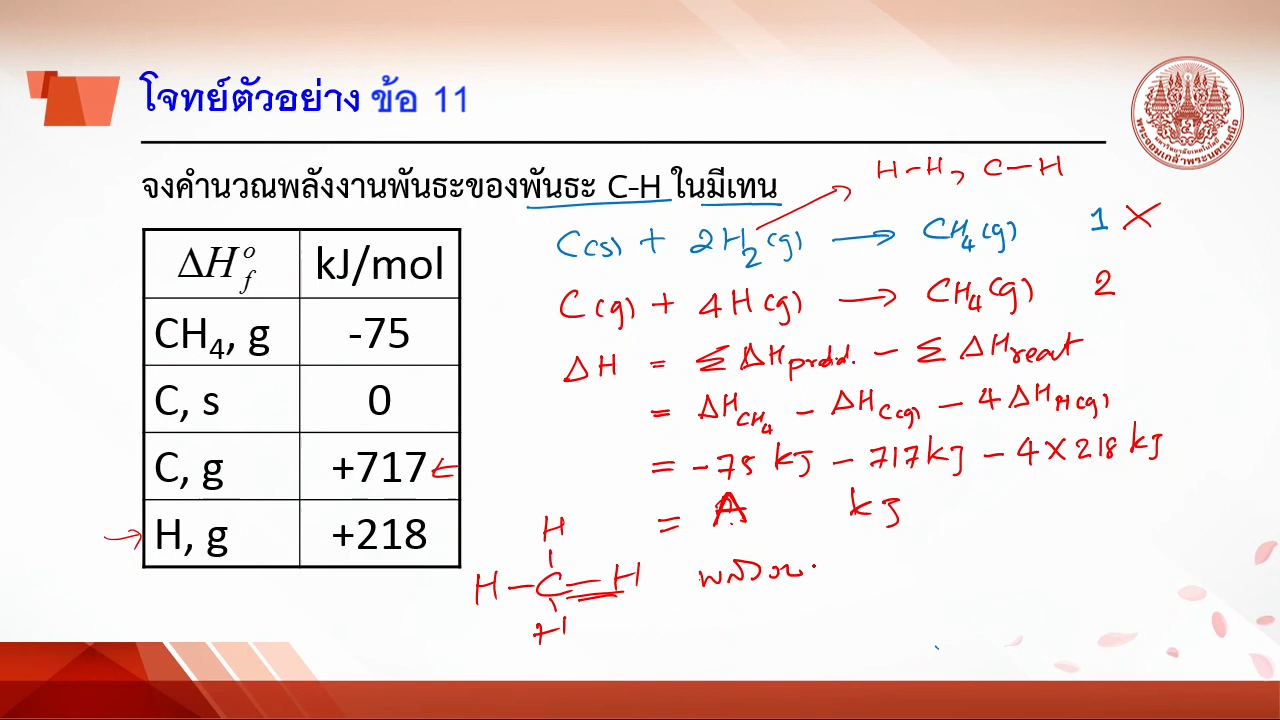 โจทย์ตัวอย่าง ข้อ 11
จงคำนวณพลังงานพันธะของพันธะ C-H ในมีเทน
H-H, C-H
ΔH°f kJ/mol
CH4, g -75
C, s 0
C, g +717 ←
→ H, g +218
C(s) + 2H2(g) → CH4(g) 1 ✗
C(g) + 4H(g) → CH4(g) 2
ΔH = Σ ΔHprod. - Σ ΔHreact
= ΔHCH4 - ΔHC(g) - 4ΔHH(g)
= -75 kJ - 717 kJ - 4×218 kJ
= A kJ
H
H-C-H
H